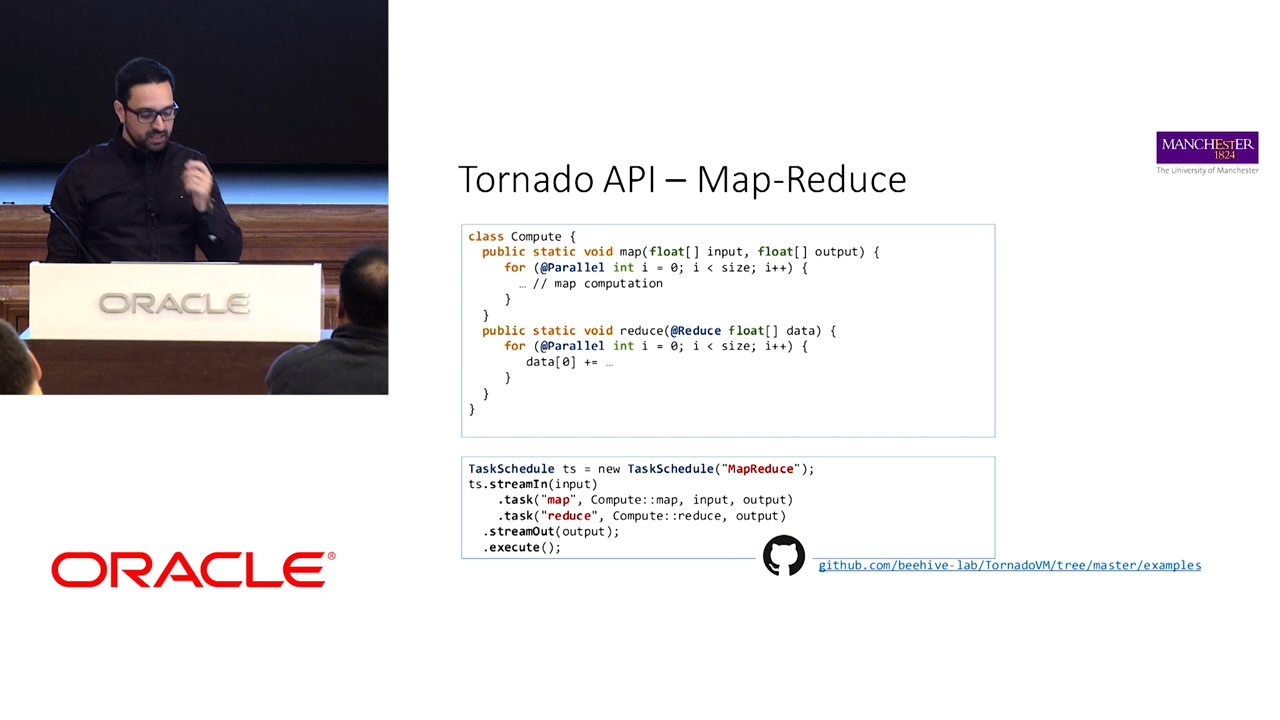 ORACLE
ORACLE®
MANCHEsTER
1824
The University of Manchester
Tornado API – Map-Reduce
class Compute {
public static void map(float[] input, float[] output) {
for (@Parallel int i = 0; i < size; i++) {
… // map computation
}
}
public static void reduce(@Reduce float[] data) {
for (@Parallel int i = 0; i < size; i++) {
data[0] += …
}
}
}
TaskSchedule ts = new TaskSchedule("MapReduce");
ts.streamIn(input)
.task("map", Compute::map, input, output)
.task("reduce", Compute::reduce, output)
.streamOut(output);
.execute();
github.com/beehive-lab/TornadoVM/tree/master/examples